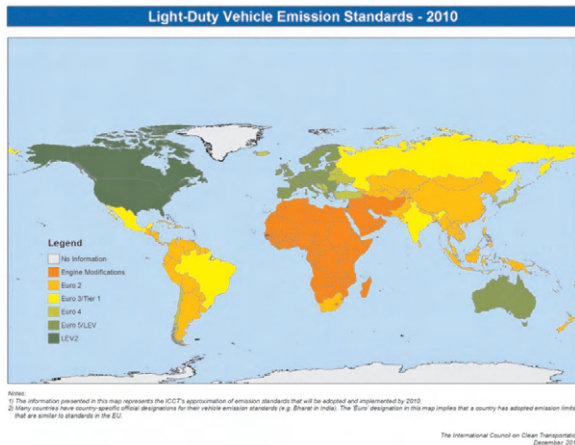 Light-Duty Vehicle Emission Standards - 2010
Legend
No Information
Engine Modifications
Euro 2
Euro 3/Tier 1
Euro 4
Euro 5/LEV
LEV2
Notes:
1) The information presented in this map represents the ICCT's approximation of emission standards that will be adopted and implemented by 2010.
2) Many countries have country-specific official designations for their vehicle emission standards (e.g. Bharat in India). The 'Euro' designation in this map implies that a country has adopted emission limits
that are similar to standards in the EU.
The International Council on Clean Transportatio
December, 201